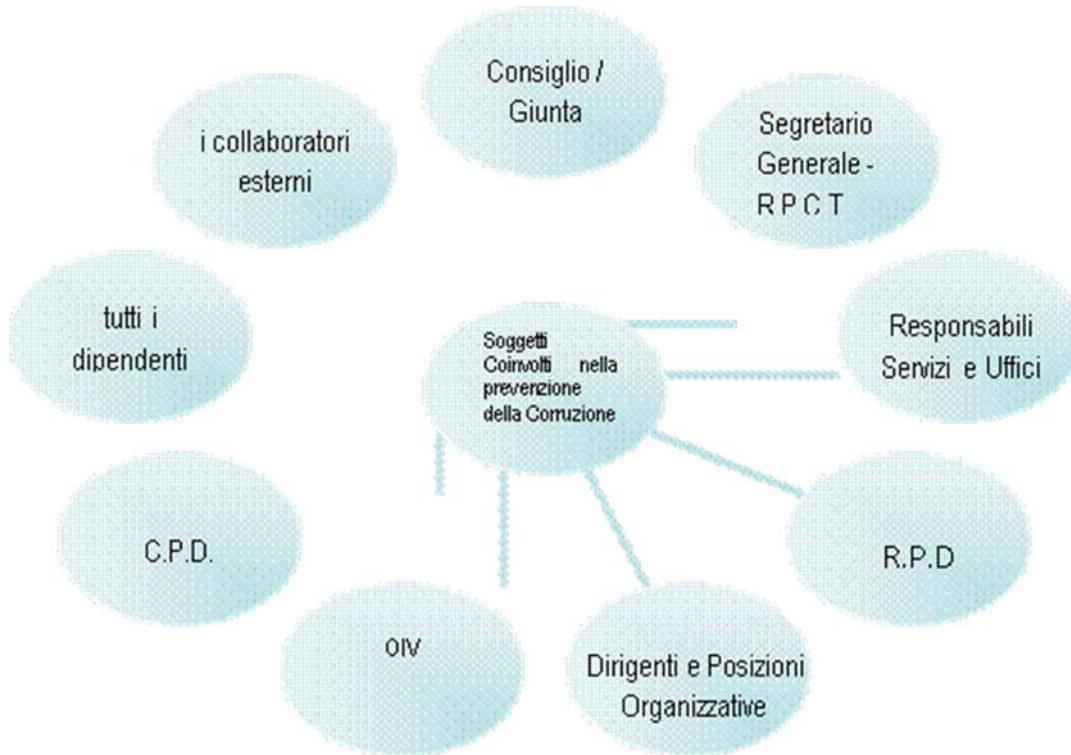 Consiglio /
Giunta
Segretario
Generale -
R P C T
i collaboratori
esterni
Responsabili
Servizi e Uffici
tutti i
dipendenti
Soggetti
Coinvolti nella
prevenzione
della Corruzione
C.P.D.
R.P.D
OIV
Dirigenti e Posizioni
Organizzative